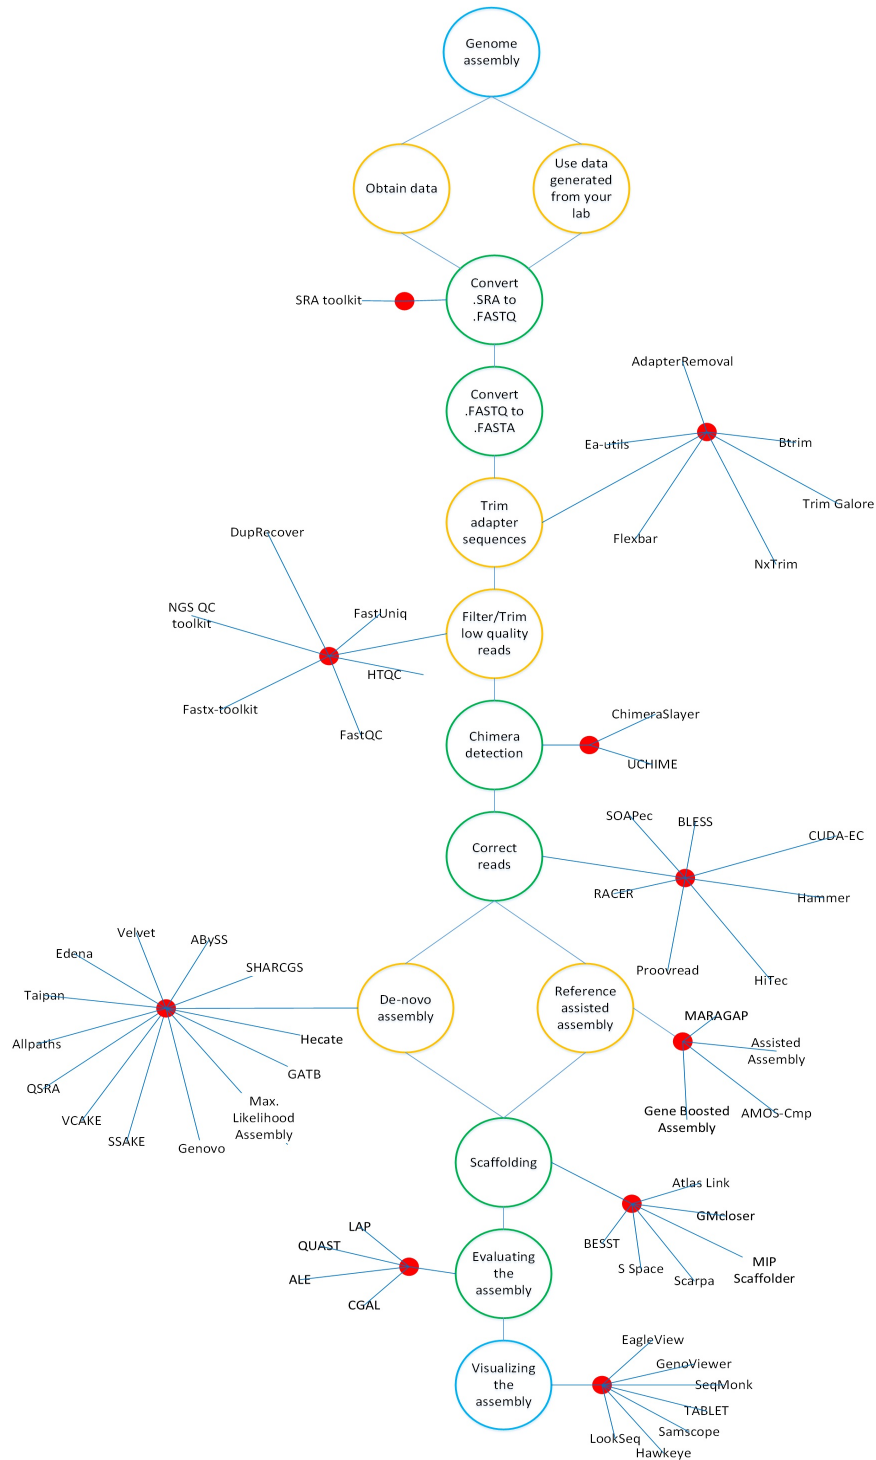 Genome
assembly
Obtain data
Use data
generated
from your
lab
Convert
.SRA to
.FASTQ
SRA toolkit
Convert
.FASTQ to
.FASTA
AdapterRemoval
Ea-utils
Btrim
Trim Galore
Flexbar
NxTrim
Trim
adapter
sequences
DupRecover
NGS QC
toolkit
FastUniq
HTQC
Fastx-toolkit
FastQC
Filter/Trim
low quality
reads
Chimera
detection
ChimeraSlayer
UCHIME
Correct
reads
SOAPec
BLESS
CUDA-EC
RACER
Hammer
Proovread
HiTec
Velvet
ABySS
Edena
SHARCGS
Taipan
Hecate
Allpaths
GATB
QSRA
Max.
Likelihood
Assembly
VCAKE
SSAKE
Genovo
De-novo
assembly
Reference
assisted
assembly
MARAGAP
Assisted
Assembly
Gene Boosted
Assembly
AMOS-Cmp
Scaffolding
Atlas Link
GMcloser
BESST
S Space
Scarpa
MIP
Scaffolder
LAP
QUAST
ALE
CGAL
Evaluating
the
assembly
Visualizing
the
assembly
EagleView
GenoViewer
SeqMonk
TABLET
Samscope
LookSeq
Hawkeye